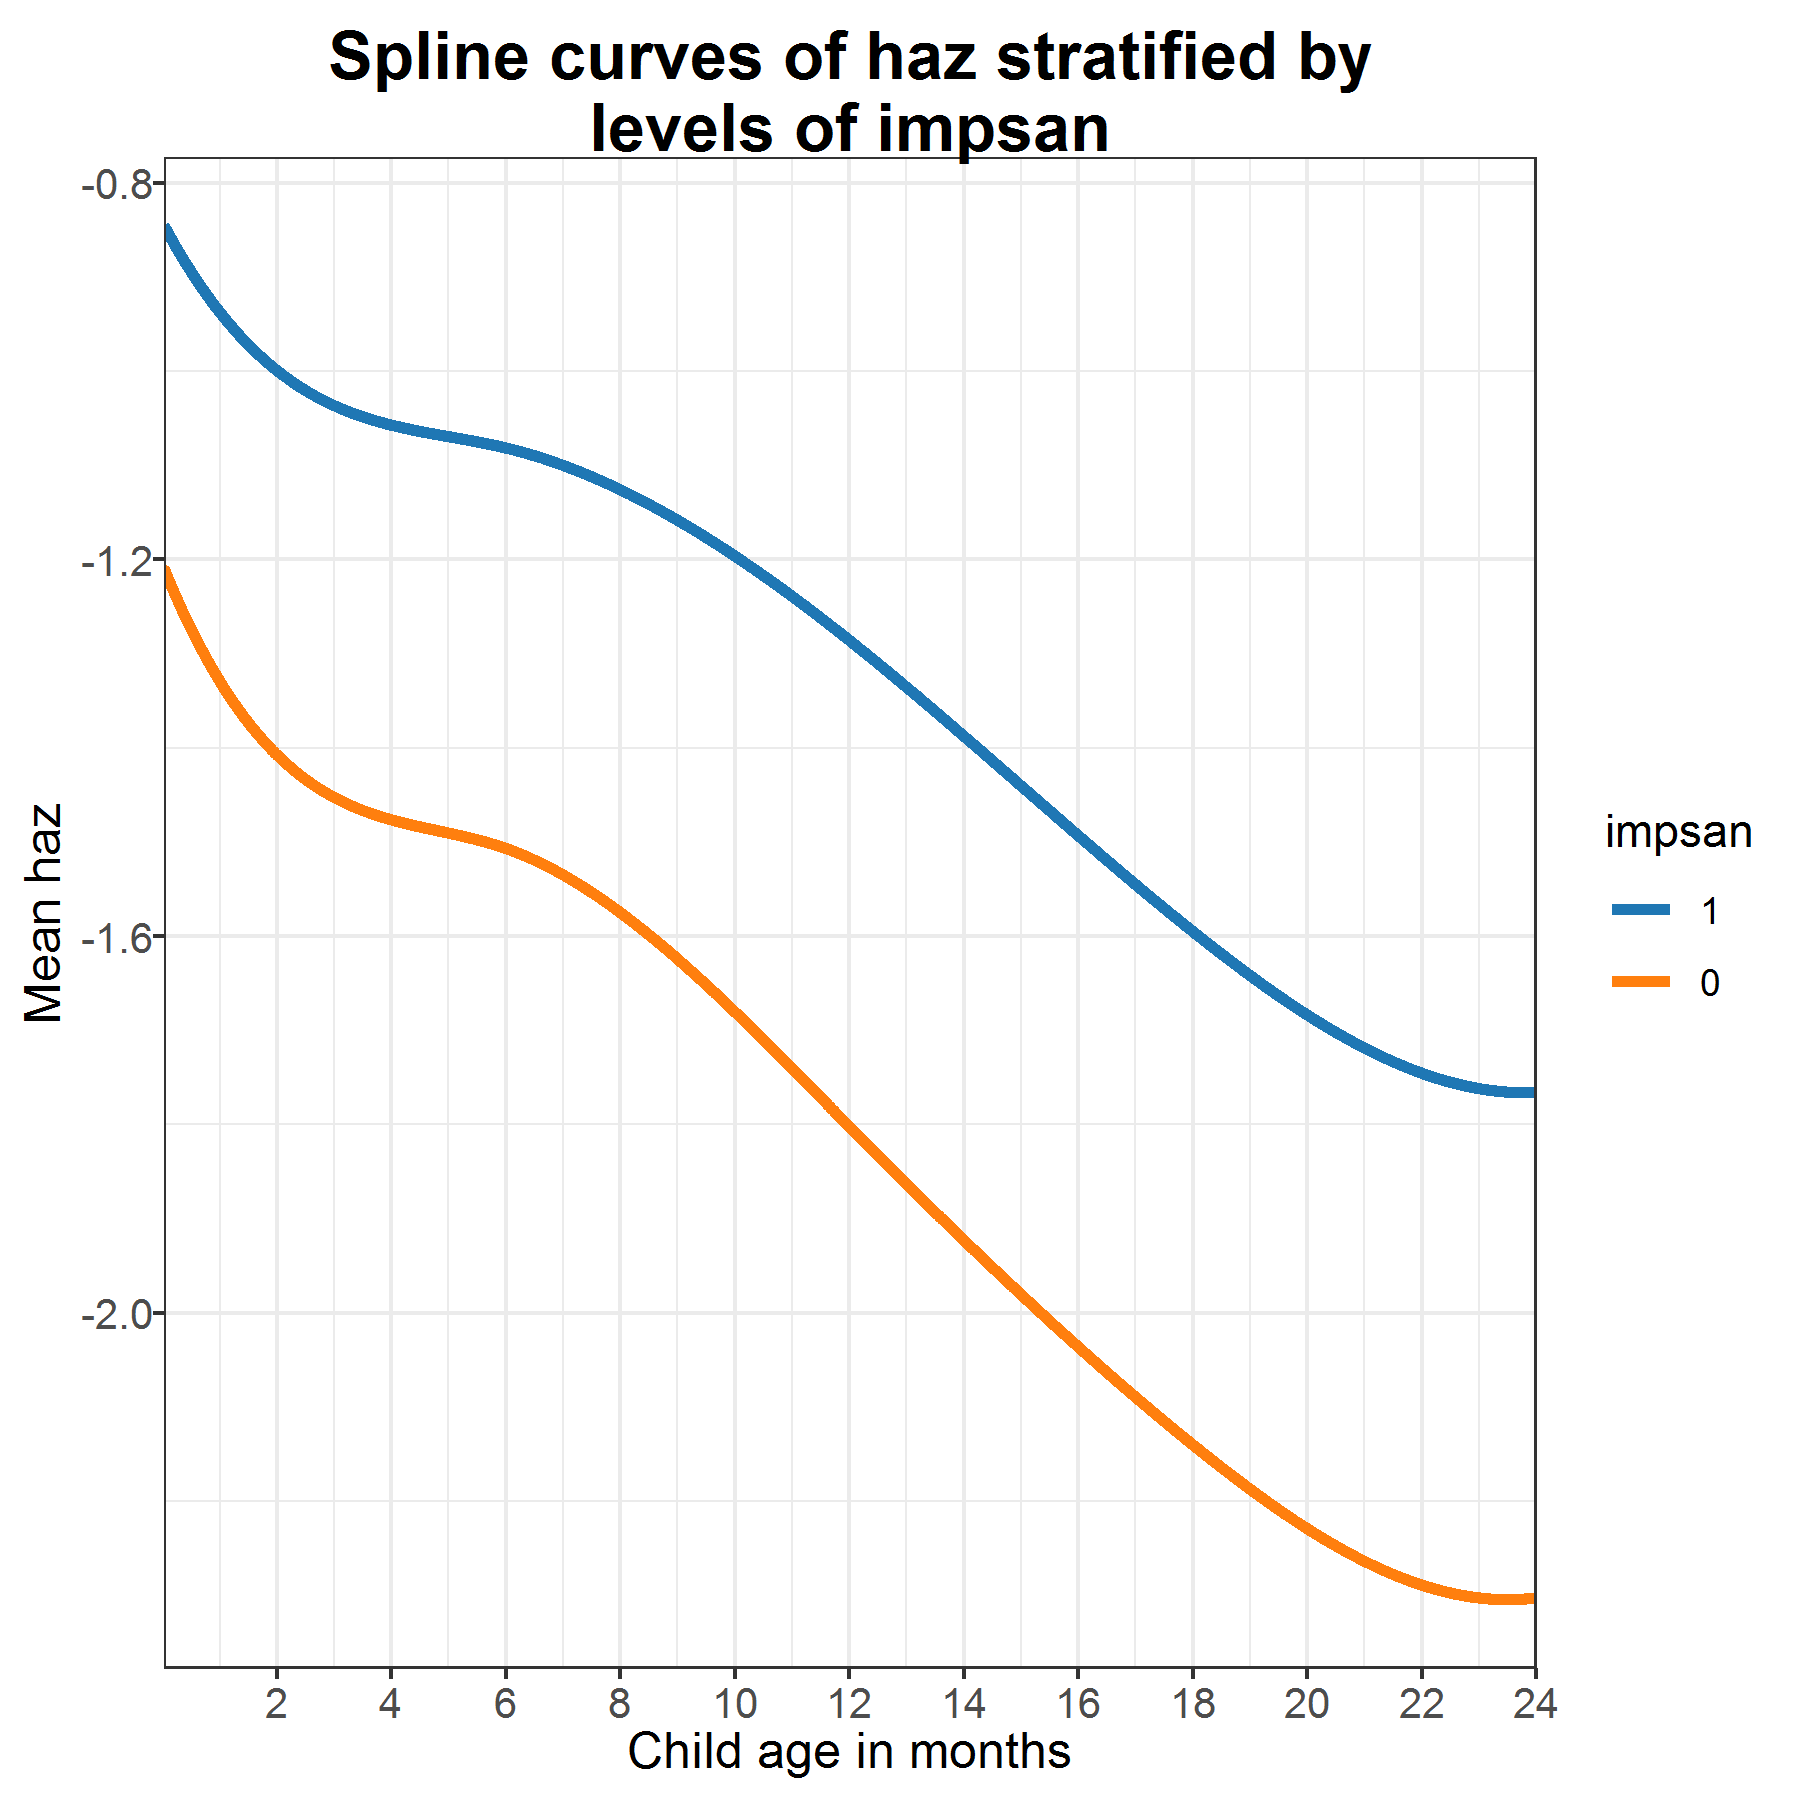 Spline curves of haz stratified by
levels of impsan
-0.8
-1.2
-1.6
-2.0
Mean haz
2 4 6 8 10 12 14 16 18 20 22 24
Child age in months
impsan
1
0